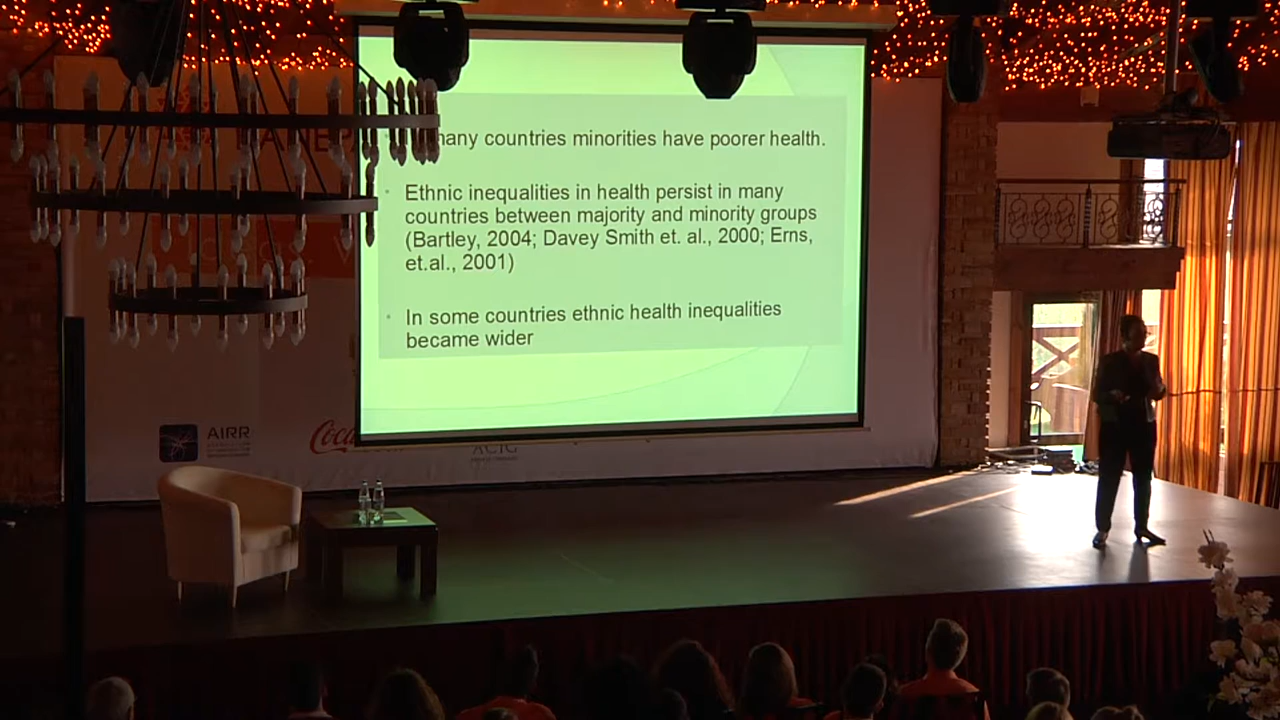 many countries minorities have poorer health.
Ethnic inequalities in health persist in many
countries between majority and minority groups
(Bartley, 2004; Davey Smith et. al., 2000; Erns,
et.al., 2001)
In some countries ethnic health inequalities
became wider
AIRR
Coca
ACIG